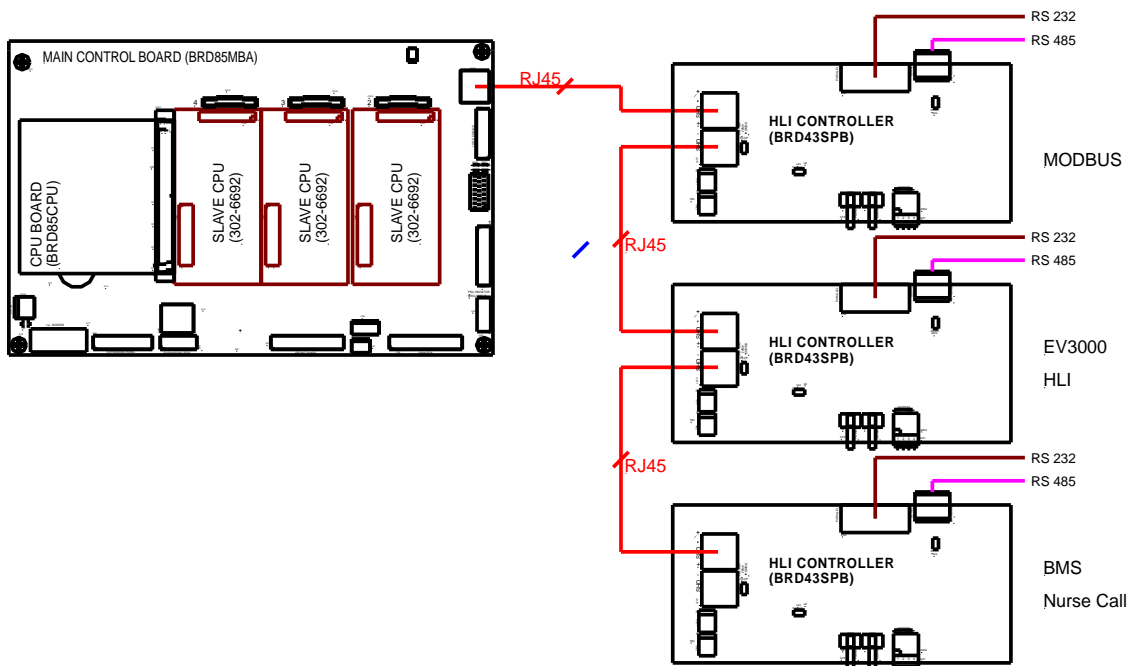 RS 232
RS 485
MAIN CONTROL BOARD (BRD85MBA)
RJ45
CPU BOARD
(BRD85CPU)
SLAVE CPU
(302-6692)
SLAVE CPU
(302-6692)
SLAVE CPU
(302-6692)
HLI CONTROLLER
(BRD43SPB)
MODBUS
RJ45
RS 232
RS 485
HLI CONTROLLER
(BRD43SPB)
EV3000
HLI
RJ45
RS 232
RS 485
HLI CONTROLLER
(BRD43SPB)
BMS
Nurse Call